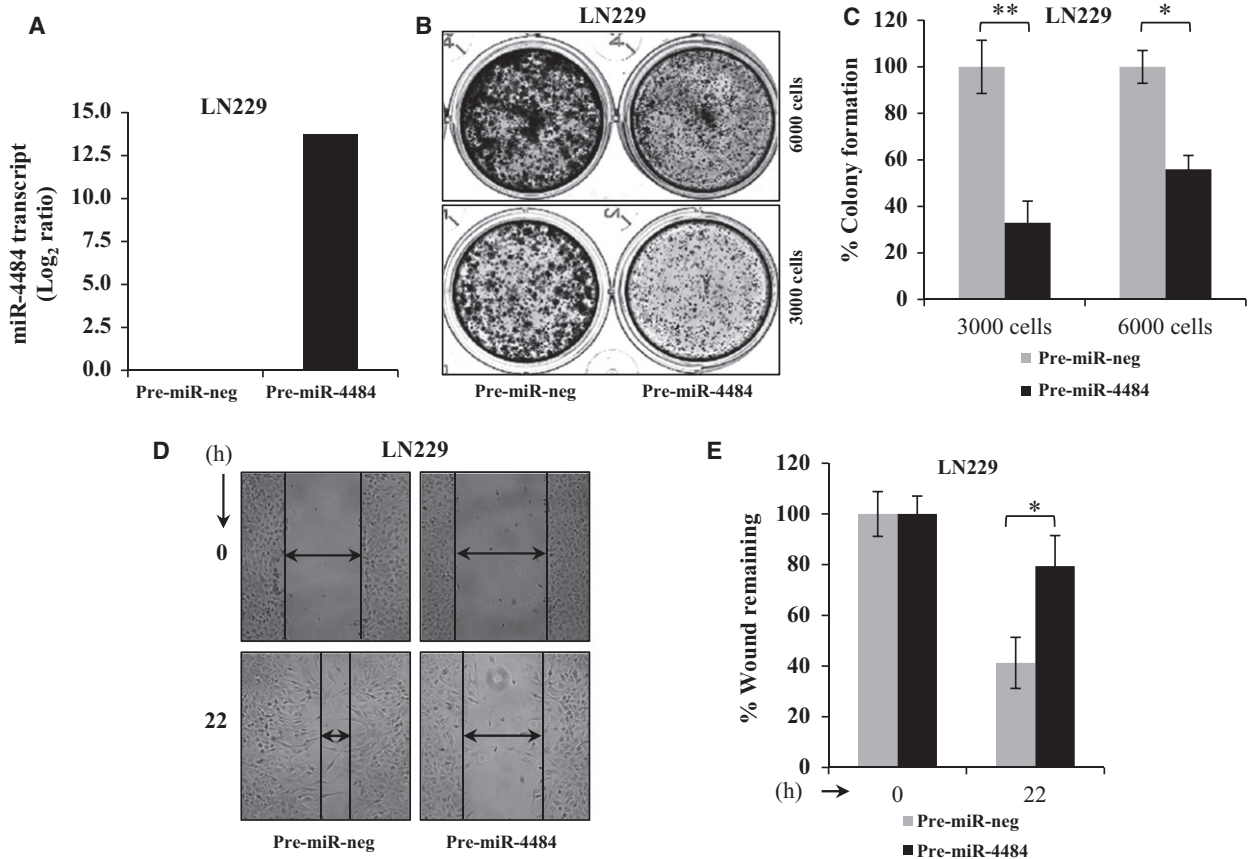 A
LN229
miR-4484 transcript
(Log2 ratio)
15.0
12.5
10.0
7.5
5.0
2.5
0.0
Pre-miR-neg Pre-miR-4484
B
LN229
6000 cells
3000 cells
Pre-miR-neg Pre-miR-4484
C
LN229
% Colony formation
120
100
80
60
40
20
0
** *
3000 cells 6000 cells
Pre-miR-neg
Pre-miR-4484
D
LN229
(h)
0
22
Pre-miR-neg Pre-miR-4484
E
LN229
% Wound remaining
120
100
80
60
40
20
0
*
(h) 0 22
Pre-miR-neg
Pre-miR-4484